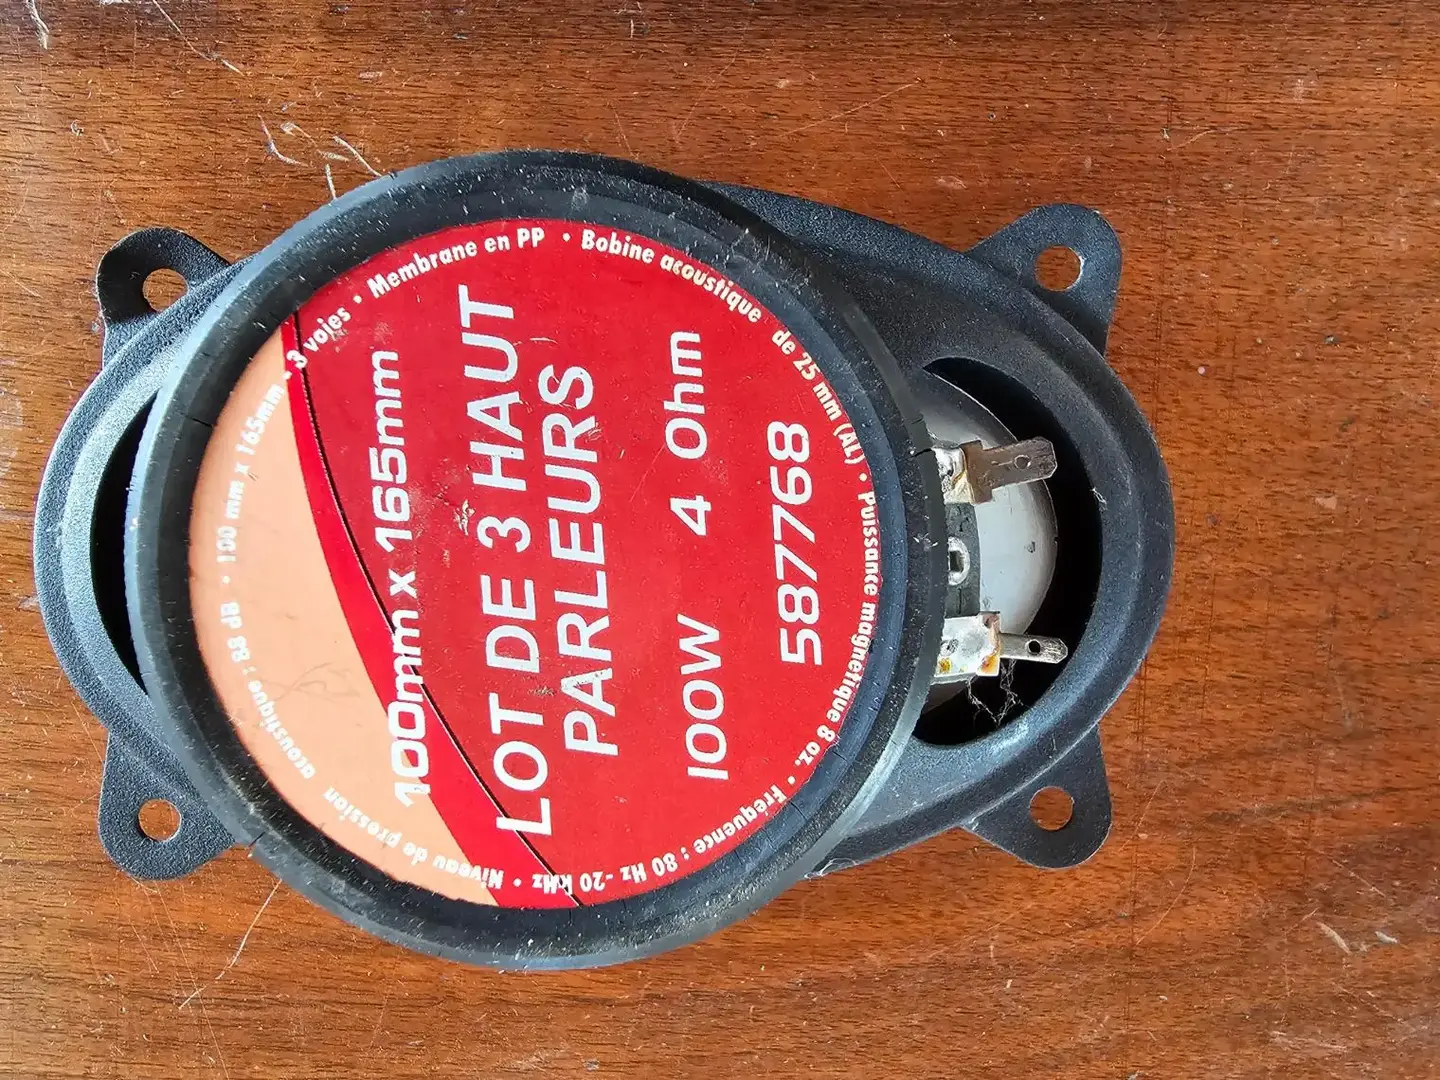 100mm x 165mm
LOT DE 3 HAUT
PARLEURS
100W 4 Ohm
587768
• 100 mm x 165mm • 3 voies • Membrane en PP • Bobine acoustique de 25 mm (AL) • Puissance magnétique 8 oz. • Fréquence : 80 Hz -20 kHz • Niveau de pression acoustique : 88 dB